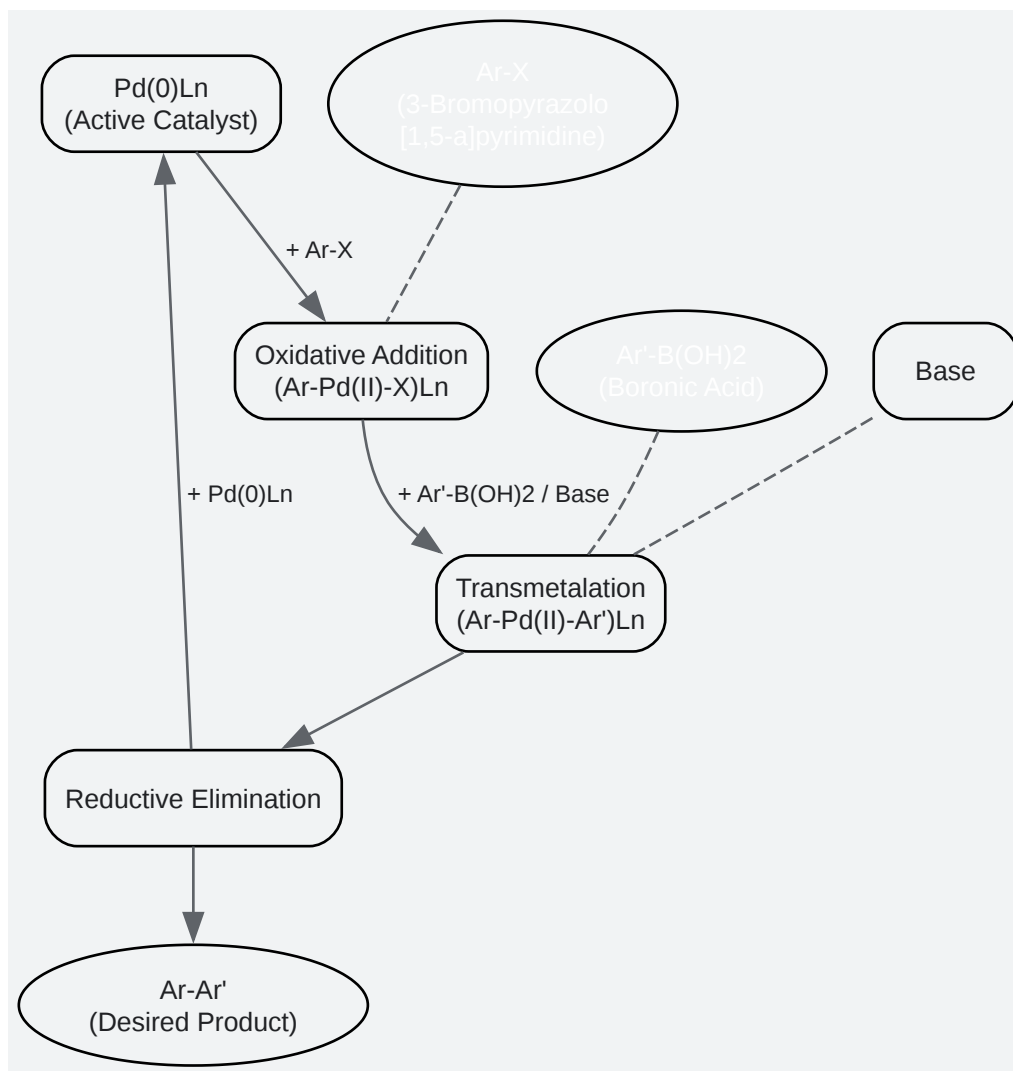 Pd(0)Ln
(Active Catalyst)
Ar-X
(3-Bromopyrazolo
[1,5-a]pyrimidine)
+ Ar-X
Oxidative Addition
(Ar-Pd(II)-X)Ln
Ar'-B(OH)2
(Boronic Acid)
Base
+ Pd(0)Ln
+ Ar'-B(OH)2 / Base
Transmetalation
(Ar-Pd(II)-Ar')Ln
Reductive Elimination
Ar-Ar'
(Desired Product)